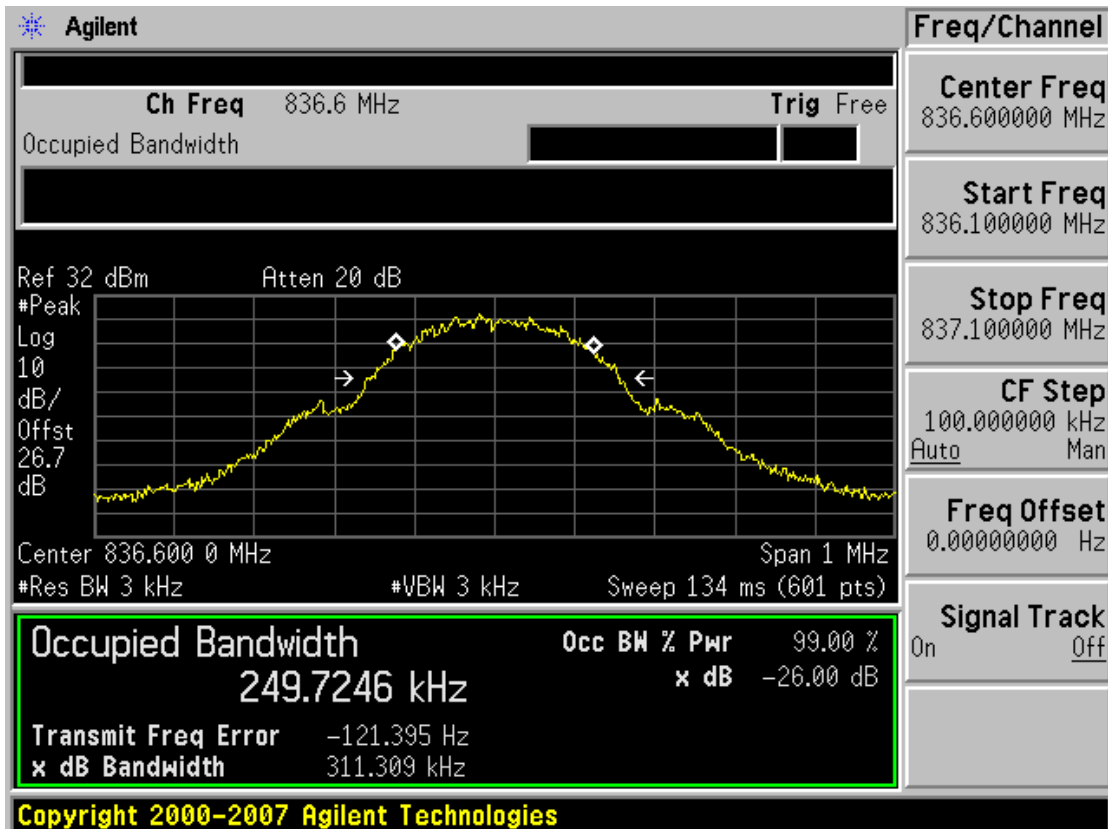 Agilent
Ch Freq 836.6 MHz Trig Free
Occupied Bandwidth
Ref 32 dBm Atten 20 dB
#Peak
Log
10
dB/
Offst
26.7
dB
Center 836.600 0 MHz Span 1 MHz
#Res BW 3 kHz #VBW 3 kHz Sweep 134 ms (601 pts)
Occupied Bandwidth
249.7246 kHz
Occ BW % Pwr 99.00 %
x dB -26.00 dB
Transmit Freq Error -121.395 Hz
x dB Bandwidth 311.309 kHz
Copyright 2000-2007 Agilent Technologies
Freq/Channel
Center Freq
836.600000 MHz
Start Freq
836.100000 MHz
Stop Freq
837.100000 MHz
CF Step
100.000000 kHz
Auto Man
Freq Offset
0.00000000 Hz
Signal Track
On Off